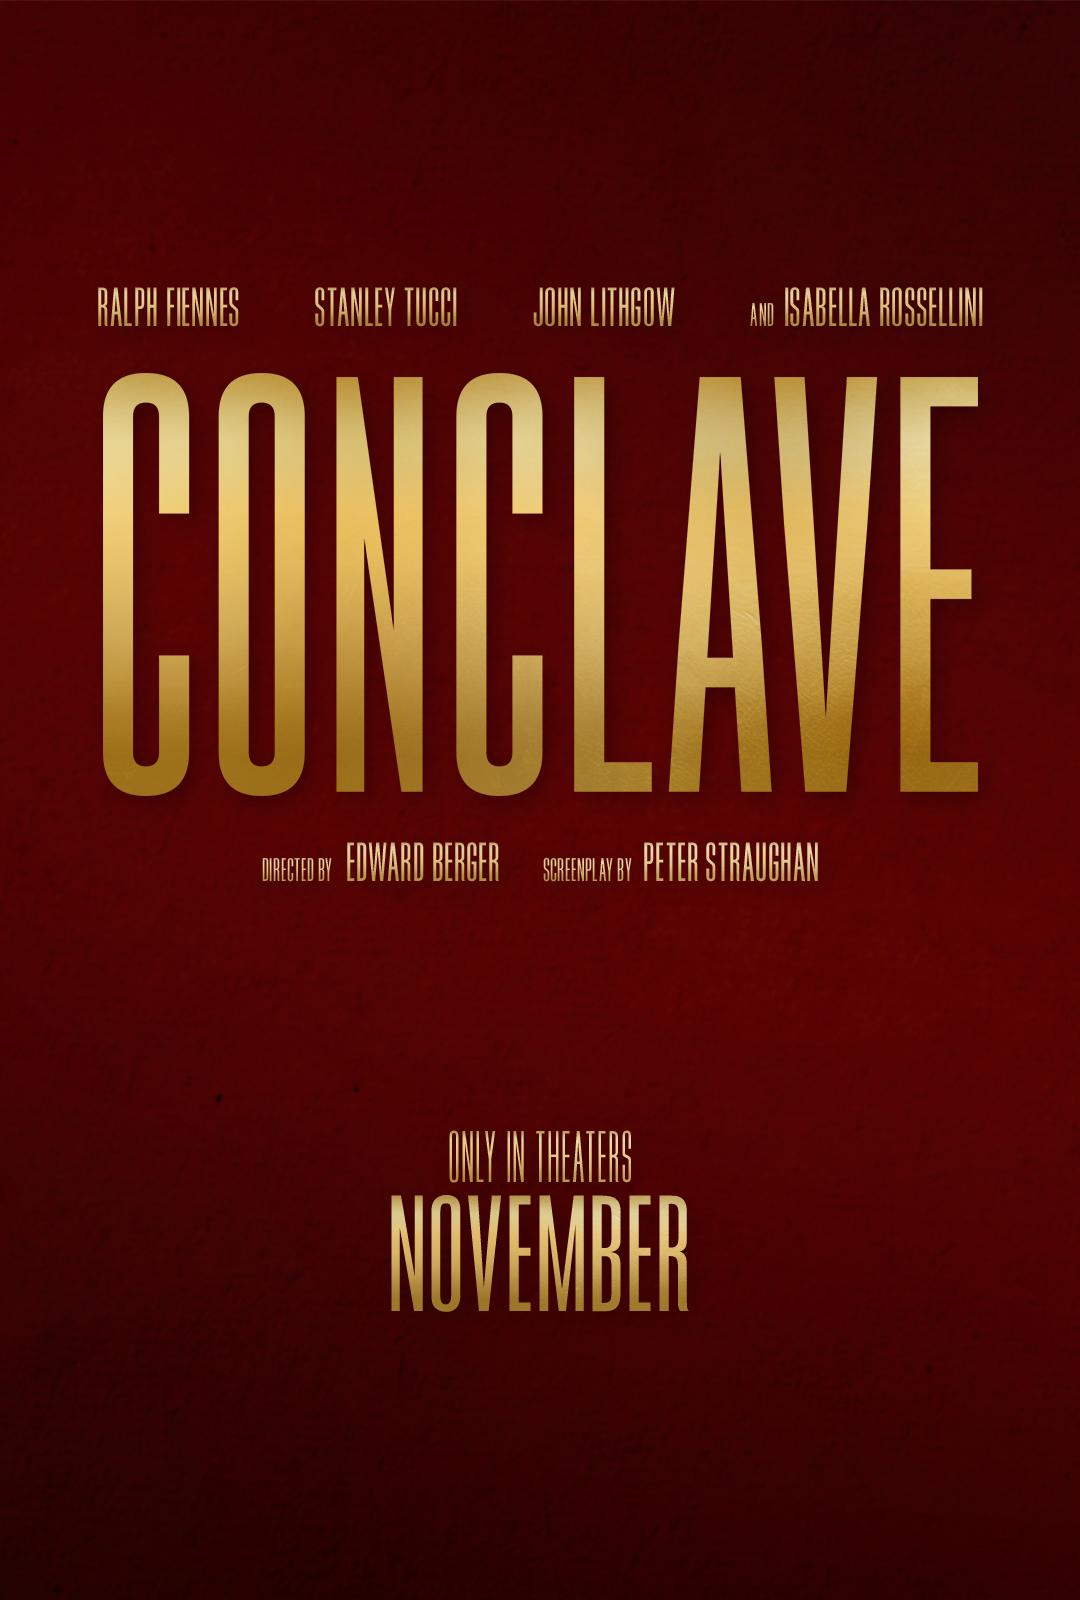 RALPH FIENNES STANLEY TUCCI JOHN LITHGOW AND ISABELLA ROSSELLINI
CONCLAVE
DIRECTED BY EDWARD BERGER SCREENPLAY BY PETER STRAUGHAN
ONLY IN THEATERS
NOVEMBER